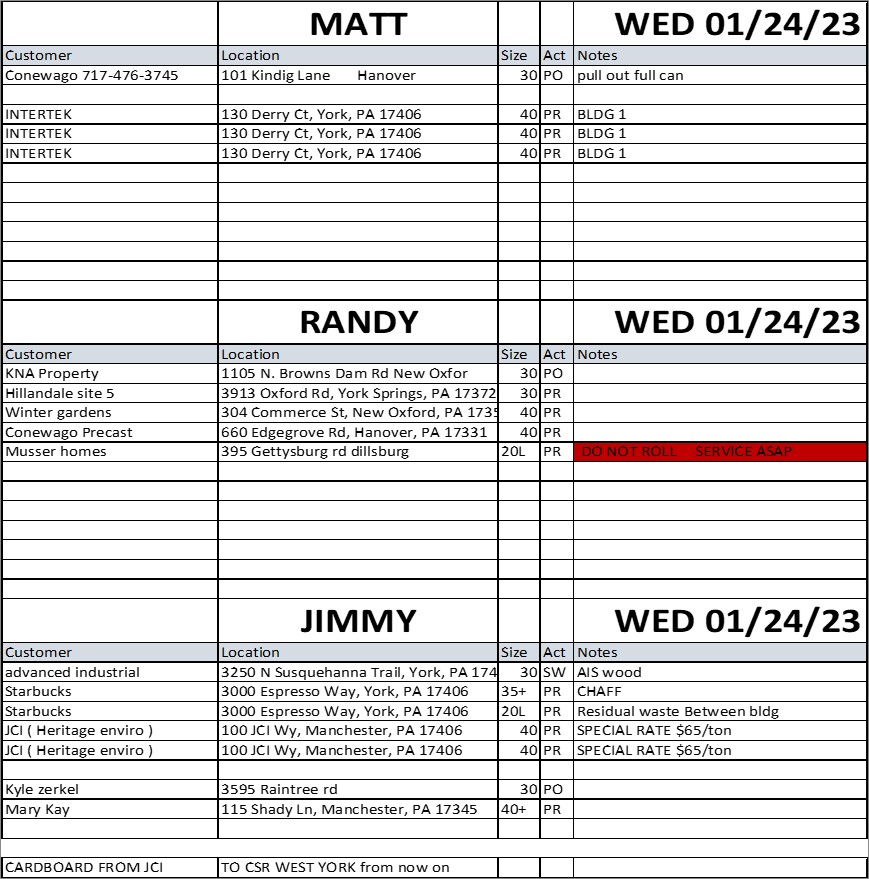 MATT WED 01/24/23
Customer Location Size Act Notes
Conewago 717-476-3745 101 Kindig Lane Hanover 30 PO pull out full can
INTERTEK 130 Derry Ct, York, PA 17406 40 PR BLDG 1
INTERTEK 130 Derry Ct, York, PA 17406 40 PR BLDG 1
INTERTEK 130 Derry Ct, York, PA 17406 40 PR BLDG 1
RANDY WED 01/24/23
Customer Location Size Act Notes
KNA Property 1105 N. Browns Dam Rd New Oxfor 30 PO
Hillandale site 5 3913 Oxford Rd, York Springs, PA 17372 30 PR
Winter gardens 304 Commerce St, New Oxford, PA 1735 40 PR
Conewago Precast 660 Edgegrove Rd, Hanover, PA 17331 40 PR
Musser homes 395 Gettysburg rd dillsburg 20L PR DO NOT ROLL SERVICE ASAP
JIMMY WED 01/24/23
Customer Location Size Act Notes
advanced industrial 3250 N Susquehanna Trail, York, PA 174 30 SW AIS wood
Starbucks 3000 Espresso Way, York, PA 17406 35+ PR CHAFF
Starbucks 3000 Espresso Way, York, PA 17406 20L PR Residual waste Between bldg
JCI ( Heritage enviro ) 100 JCI Wy, Manchester, PA 17406 40 PR SPECIAL RATE $65/ton
JCI ( Heritage enviro ) 100 JCI Wy, Manchester, PA 17406 40 PR SPECIAL RATE $65/ton
Kyle zerkel 3595 Raintree rd 30 PO
Mary Kay 115 Shady Ln, Manchester, PA 17345 40+ PR
CARDBOARD FROM JCI TO CSR WEST YORK from now on